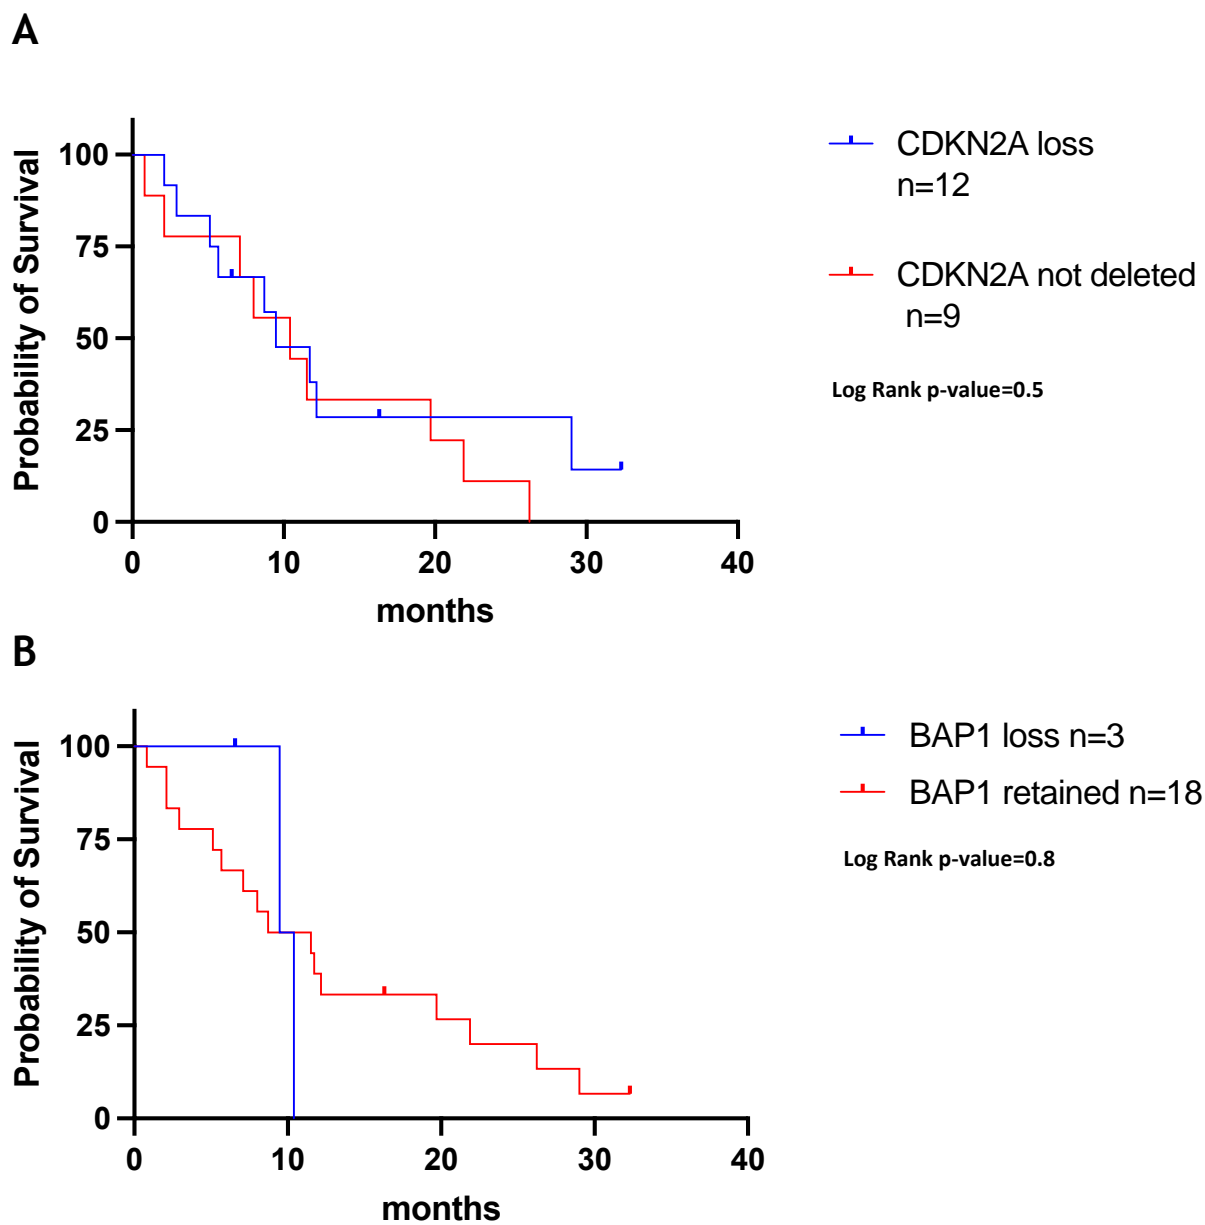 A
Probability of Survival
100
75
50
25
0
0 10 20 30 40
months
CDKN2A loss
n=12
CDKN2A not deleted
n=9
Log Rank p-value=0.5
B
Probability of Survival
100
75
50
25
0
0 10 20 30 40
months
BAP1 loss n=3
BAP1 retained n=18
Log Rank p-value=0.8